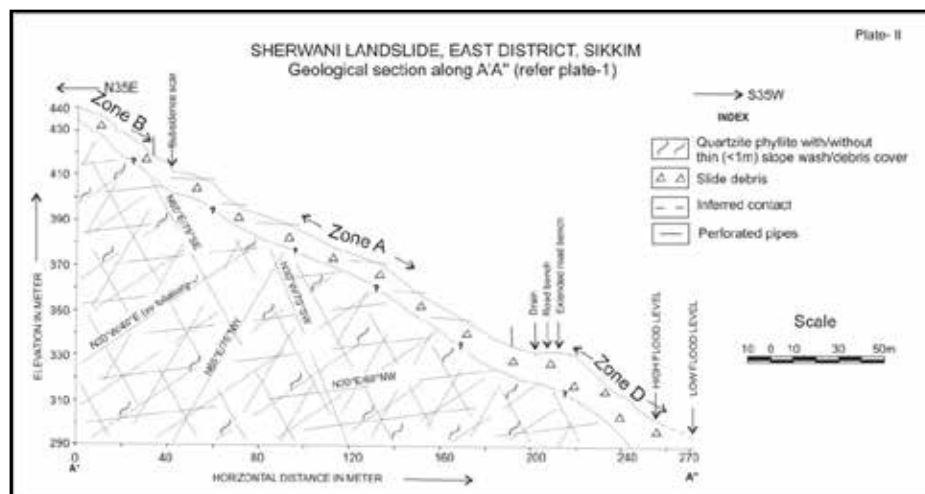 Plate- II
SHERWANI LANDSLIDE, EAST DISTRICT, SIKKIM
Geological section along A'A" (refer plate-1)
N35E
S35W
INDEX
Quartzite phyllite with/without
thin (<1m) slope wash/debris cover
Slide debris
Inferred contact
Perforated pipes
Scale
10 0 10 20 30 50m
Zone B
Subsidence scar
Zone A
Drain
Road bench
Extended road bench
Zone D
HIGH FLOOD LEVEL
LOW FLOOD LEVEL
ELEVATION IN METER
440
430
410
390
370
350
330
310
290
0 40 80 120 160 200 240 270
A'
A"
HORIZONTAL DISTANCE IN METER